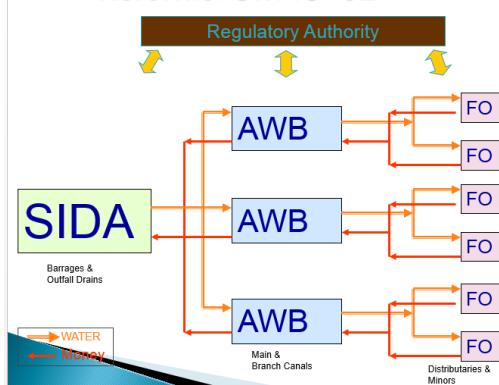 Regulatory Authority
AWB
FO
FO
SIDA
AWB
FO
FO
Barrages &
Outfall Drains
AWB
FO
FO
WATER
Money
Main &
Branch Canals
Distributaries &
Minors